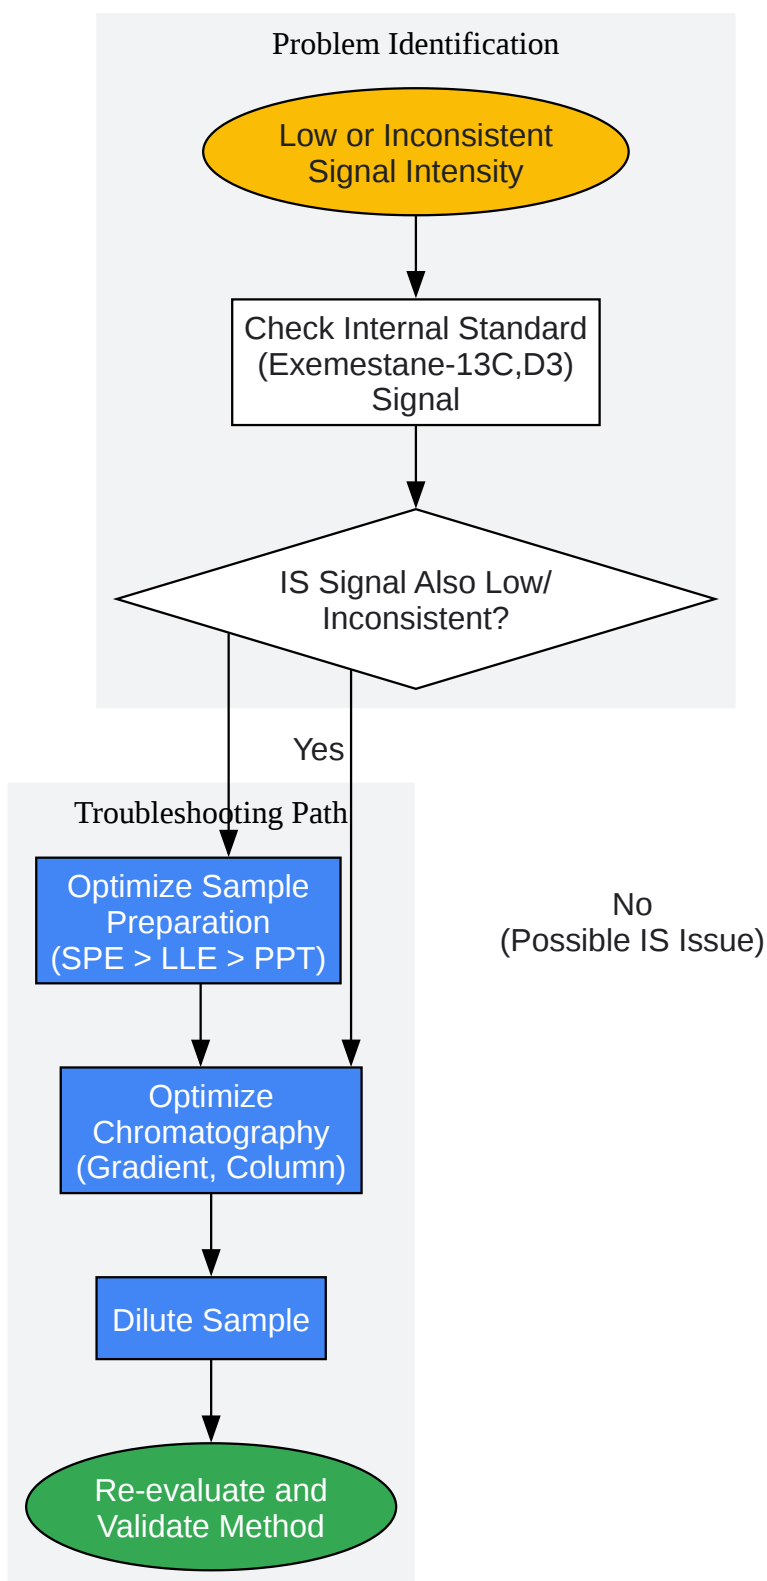 Problem Identification
Low or Inconsistent
Signal Intensity
Check Internal Standard
(Exemestane-13C,D3)
Signal
IS Signal Also Low/
Inconsistent?
Yes
Troubleshooting Path
Optimize Sample
Preparation
(SPE > LLE > PPT)
No
(Possible IS Issue)
Optimize
Chromatography
(Gradient, Column)
Dilute Sample
Re-evaluate and
Validate Method